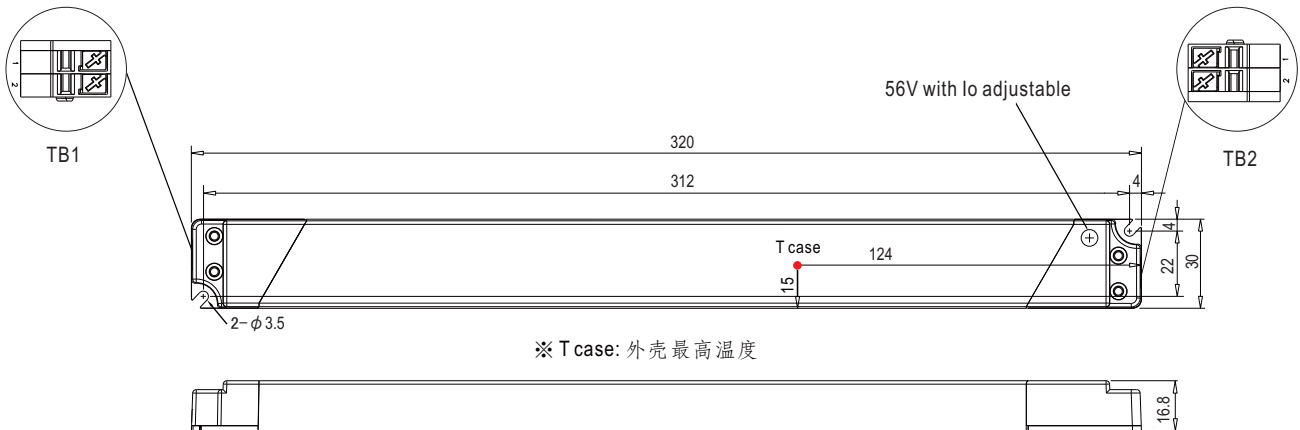 1
2
TB1
56V with Io adjustable
1
2
TB2
320
312
4
4
22
30
T case
124
15
2-φ3.5
※ T case: 外壳最高温度
16.8